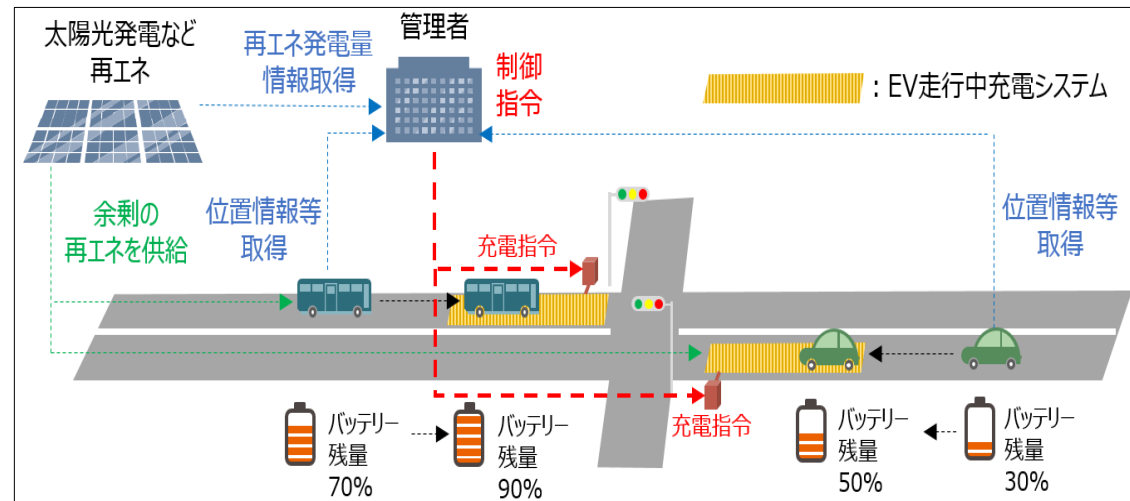 太陽光発電など
再エネ
再エネ発電量
情報取得
管理者
制御
指令
：EV走行中充電システム
余剰の
再エネを供給
位置情報等
取得
充電指令
位置情報等
取得
充電指令
バッテリー
残量
70%
バッテリー
残量
90%
バッテリー
残量
50%
バッテリー
残量
30%